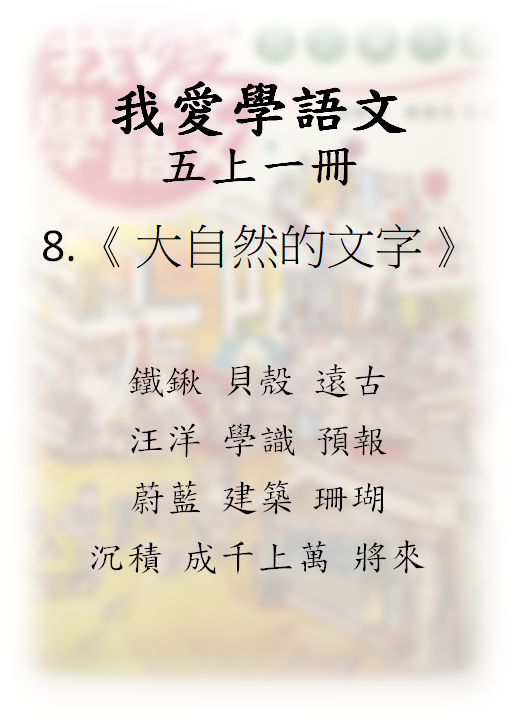 我愛學語文
五上一冊
8.《 大自然的文字 》
鐵鍬 貝殼 遠古
汪洋 學識 預報
蔚藍 建築 珊瑚
沉積 成千上萬 將來